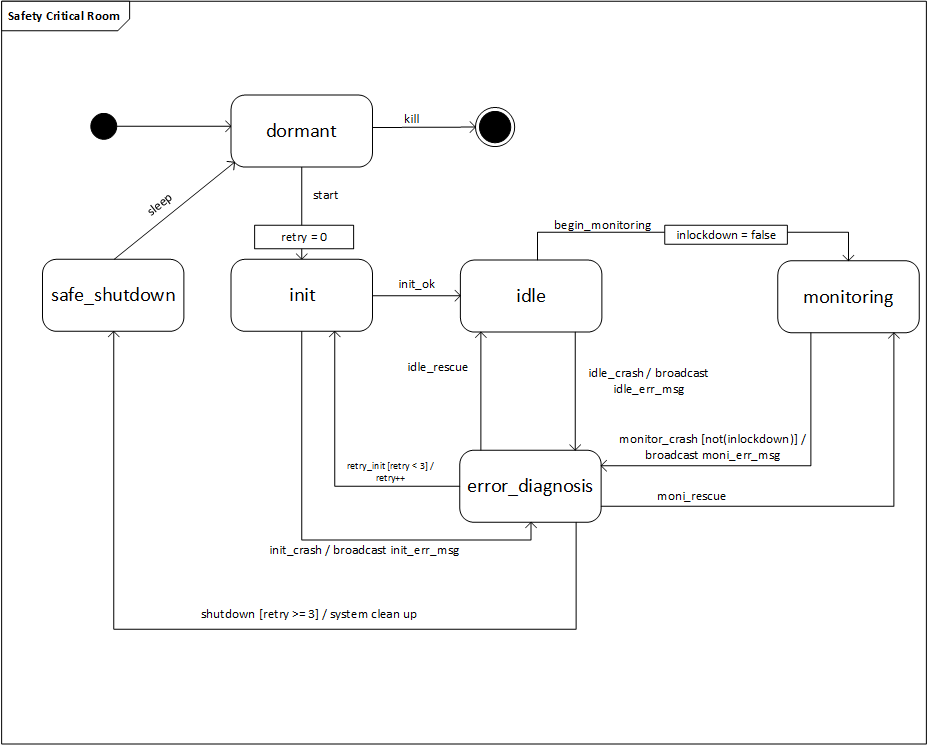 Safety Critical Room
dormant
kill
sleep
start
retry = 0
begin_monitoring
inlockdown = false
safe_shutdown
init
init_ok
idle
monitoring
idle_rescue
idle_crash / broadcast
idle_err_msg
monitor_crash [not(inlockdown)] /
broadcast moni_err_msg
retry_init [retry < 3] /
retry++
error_diagnosis
moni_rescue
init_crash / broadcast init_err_msg
shutdown [retry >= 3] / system clean up